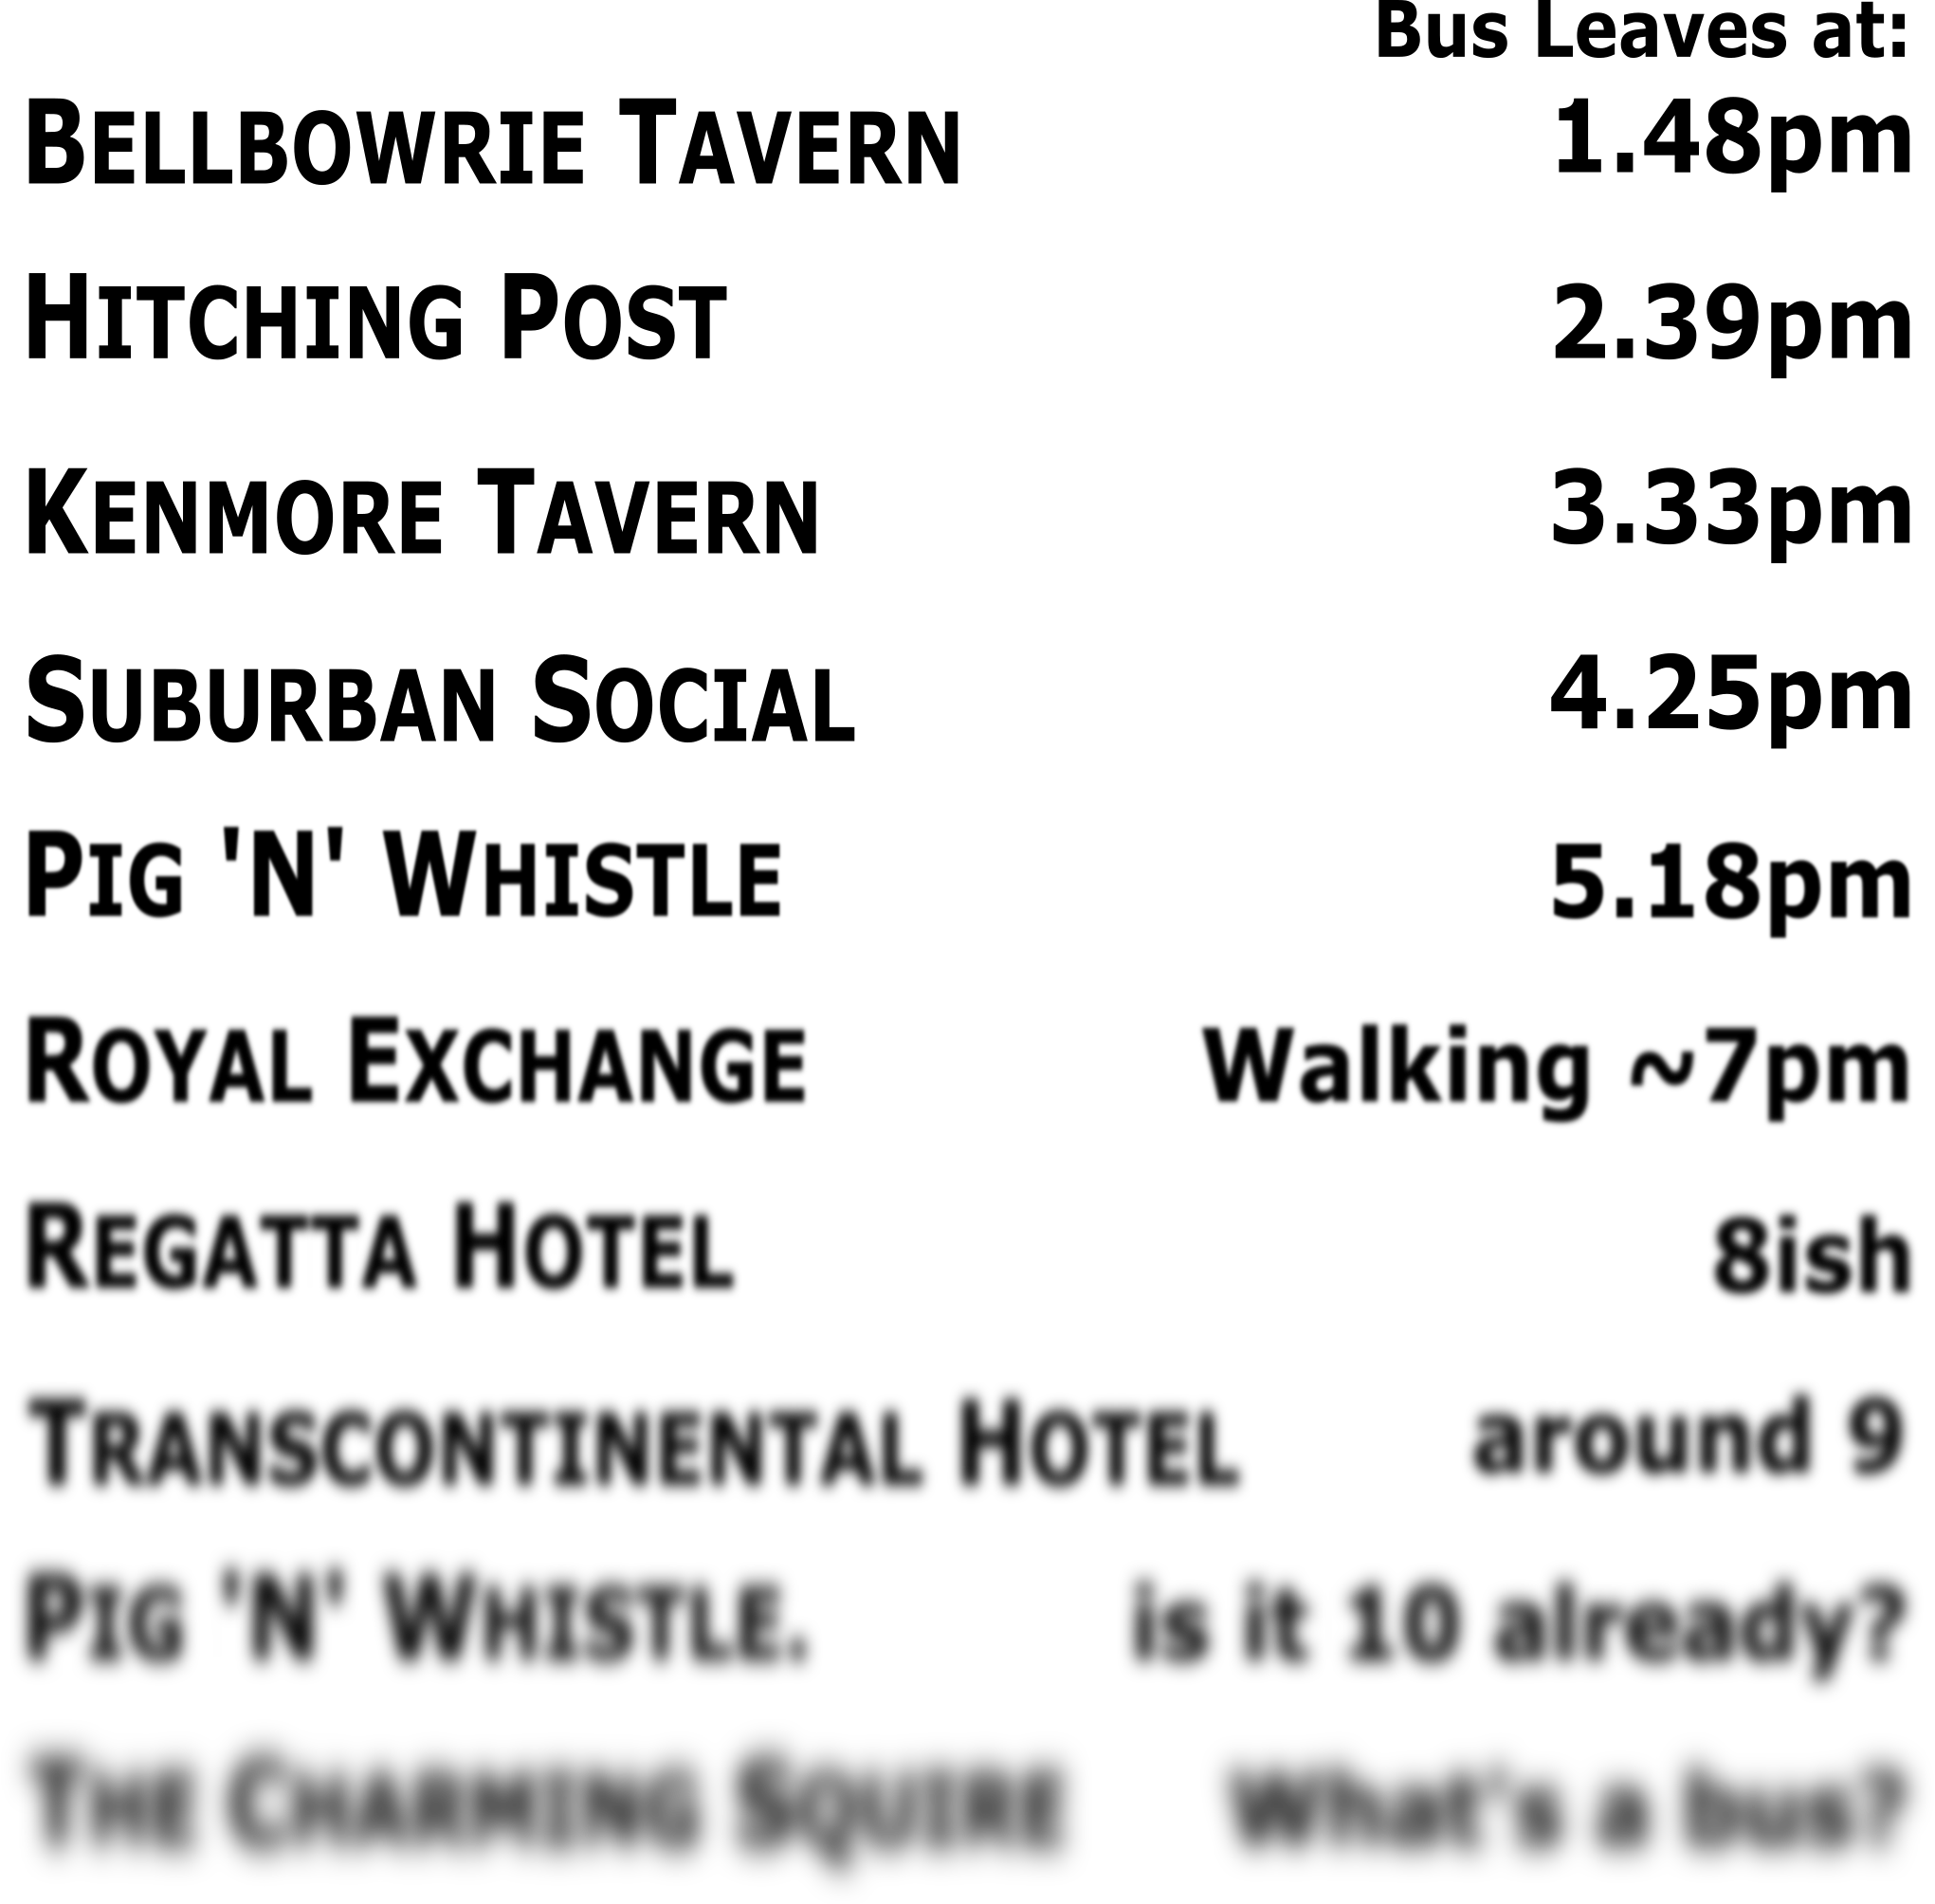 Bus Leaves at:
BELLBOWRIE TAVERN 1.48pm
HITCHING POST 2.39pm
KENMORE TAVERN 3.33pm
SUBURBAN SOCIAL 4.25pm
PIG 'N' WHISTLE 5.18pm
ROYAL EXCHANGE Walking ~7pm
REGATTA HOTEL 8ish
TRANSCONTINENTAL HOTEL around 9
PIG 'N' WHISTLE. is it 10 already?
THE CHARMING SQUIRE What's a bus?